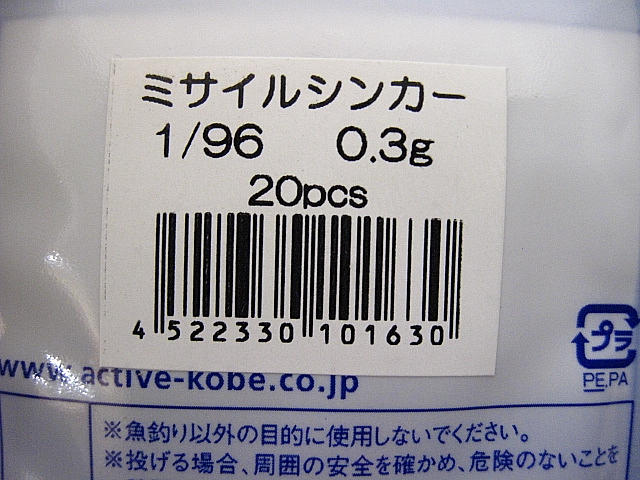 ミサイルシンカー
1/96 0.3g
20pcs
4 522330 101630
www.active-kobe.co.jp
プラ
PE,PA
※魚釣り以外の目的に使用しないでください。
※投げる場合、周囲の安全を確かめ、危険のないことを